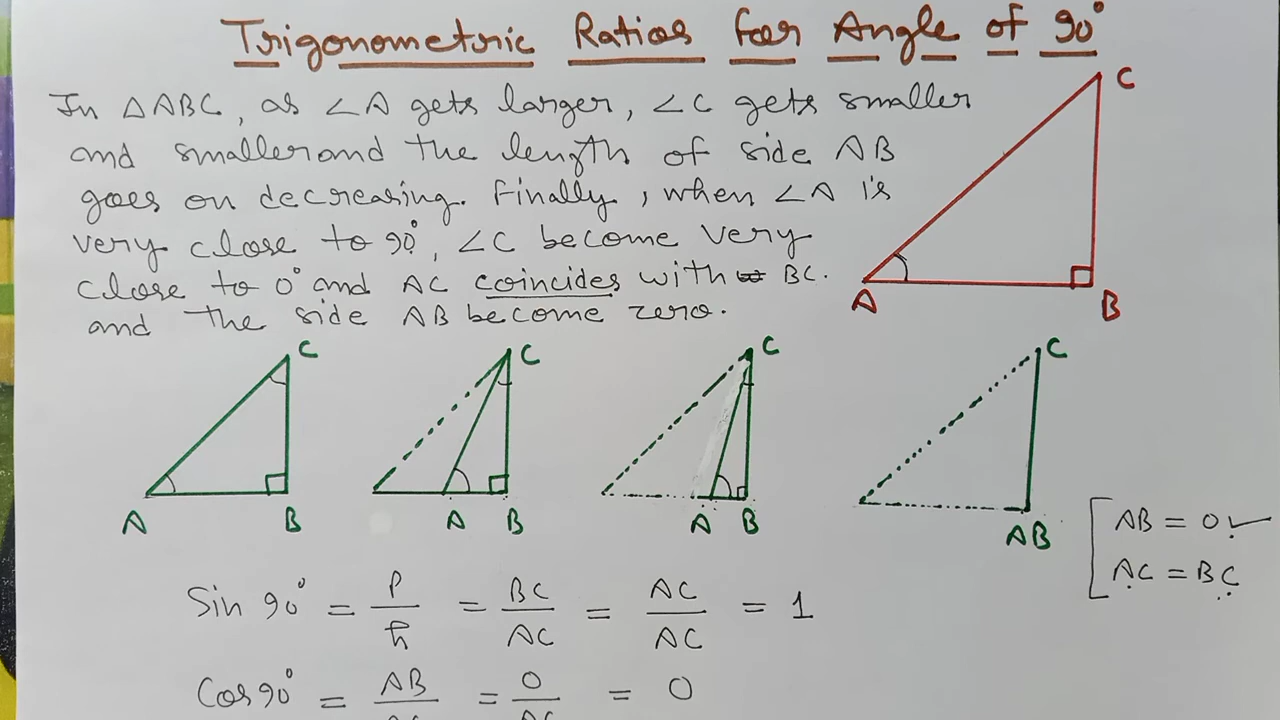 Trigonometric Ratios for Angle of 90°
In △ABC, as ∠A gets larger, ∠C gets smaller
and smaller and the length of side AB
goes on decreasing. Finally, when ∠A is
very close to 90°, ∠C become very
close to 0° and AC coincides with BC.
and the side AB become zero.
C
A
B
C
A
B
C
A B
C
A B
C
AB
AB = 0 ✓
AC = BC
Sin 90° = P/h = BC/AC = AC/AC = 1
Cos 90° = AB/AC = 0/AC = 0